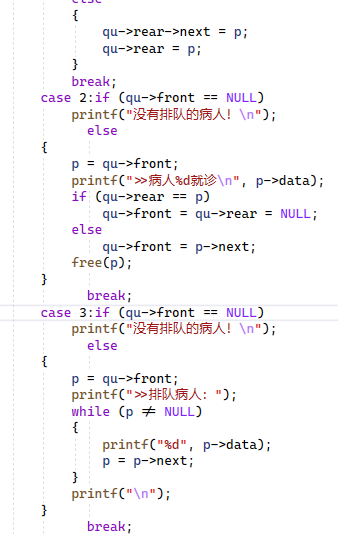 else
{
qu->rear->next = p;
qu->rear = p;
}
break;
case 2:if (qu->front == NULL)
printf("没有排队的病人! \n");
else
{
p = qu->front;
printf(">>病人%d就诊\n", p->data);
if (qu->rear == p)
qu->front = qu->rear = NULL;
else
qu->front = p->next;
free(p);
}
break;
case 3:if (qu->front == NULL)
printf("没有排队的病人! \n");
else
{
p = qu->front;
printf(">>排队病人: ");
while (p ≠ NULL)
{
printf("%d", p->data);
p = p->next;
}
printf("\n");
}
break;